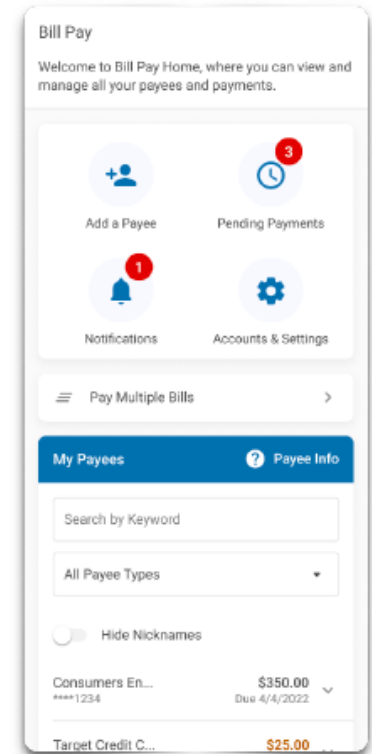 Bill Pay
Welcome to Bill Pay Home, where you can view and
manage all your payees and payments.
3
Add a Payee
Pending Payments
1
Notifications
Accounts & Settings
Pay Multiple Bills
My Payees
? Payee Info
Search by Keyword
All Payee Types
Hide Nicknames
Consumers En...
$350.00
****1234
Due 4/4/2022
Target Credit C...
$25.00